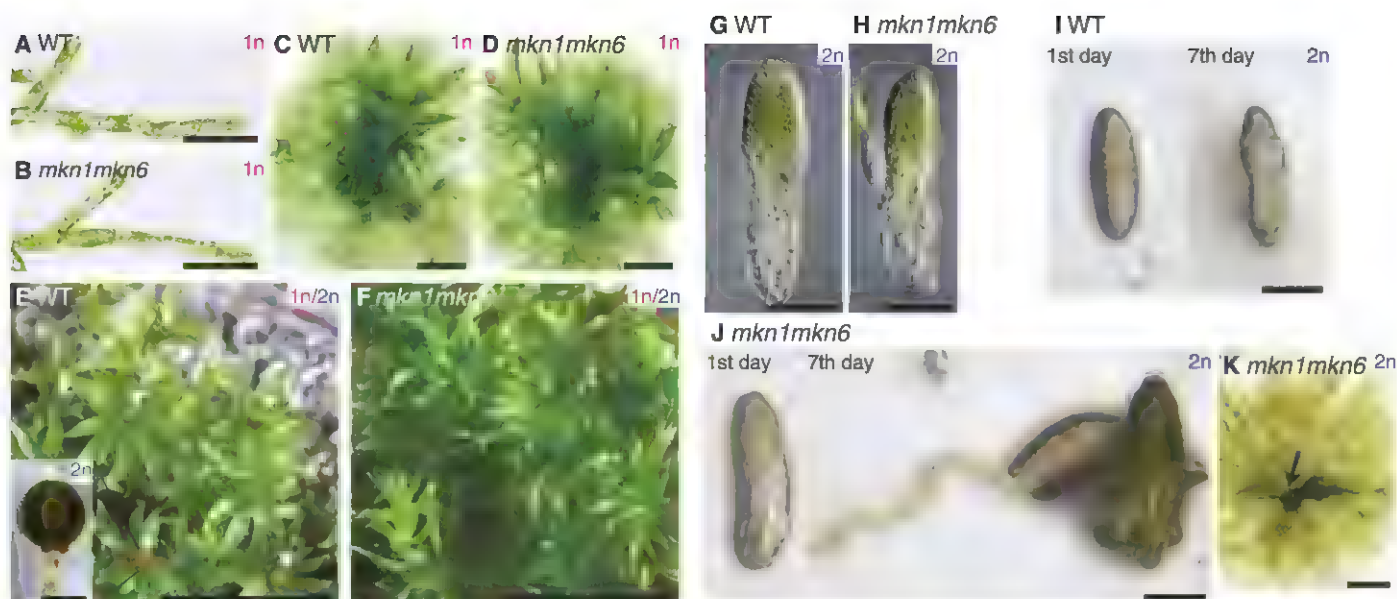 A WT 1n
B mkn1mkn6 1n
C WT 1n
D mkn1mkn6 1n
E WT 1n/2n
2n
F mkn1mkn 1n/2n
G WT 2n
H mkn1mkn6 2n
I WT
1st day 7th day 2n
J mkn1mkn6
1st day 7th day 2n
K mkn1mkn6 2n